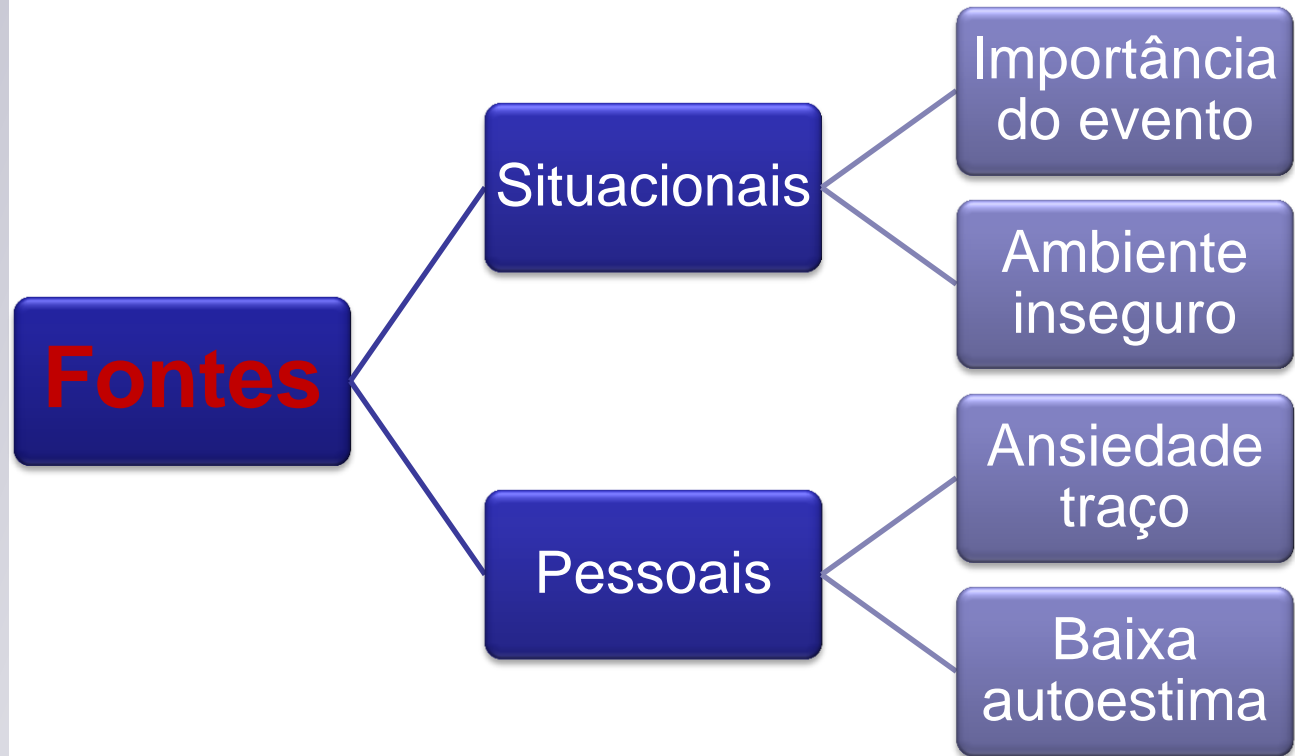 Fontes
Situacionais
Importância
do evento
Ambiente
inseguro
Pessoais
Ansiedade
traço
Baixa
autoestima